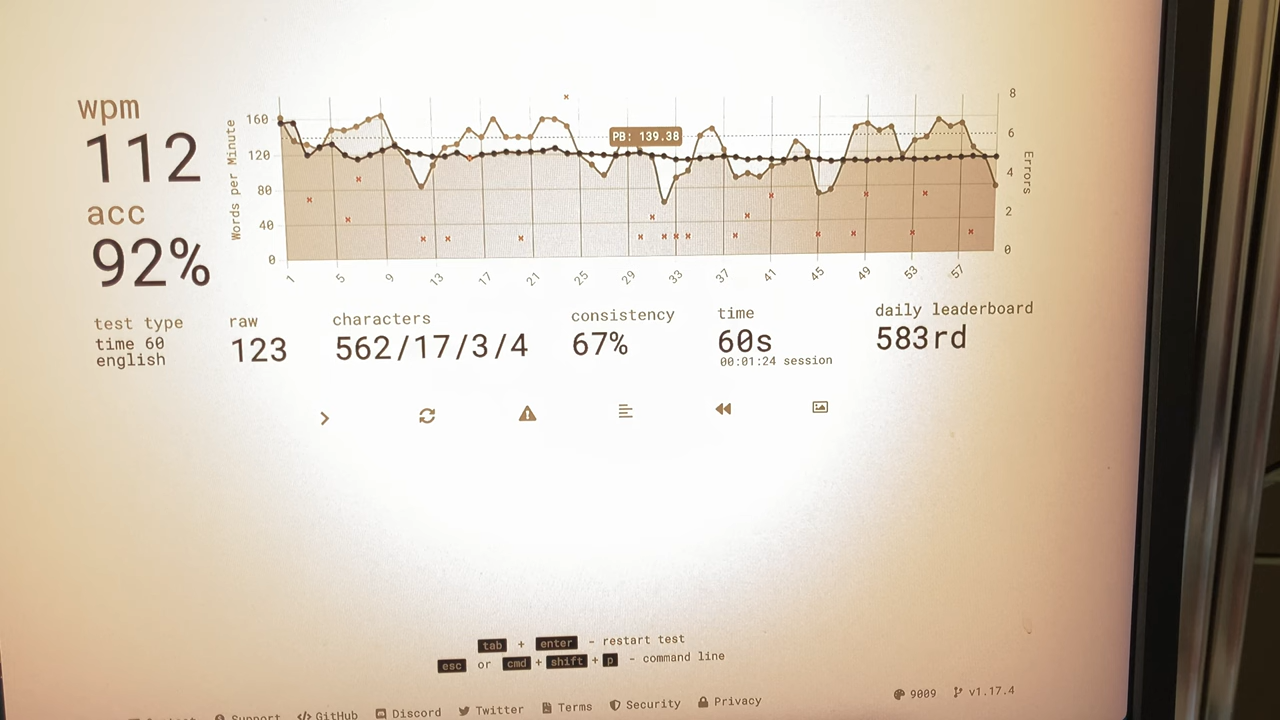 wpm
112
acc
92%
Words per Minute
160
120
80
40
0
PB: 139.38
8
6
4
2
0
Errors
1 5 9 13 17 21 25 29 33 37 41 45 49 53 57
test type
time 60
english
raw
123
characters
562/17/3/4
consistency
67%
time
60s
00:01:24 session
daily leaderboard
583rd
tab + enter - restart test
esc or cmd + shift + p - command line
Support GitHub Discord Twitter Terms Security Privacy
9009 v1.17.4